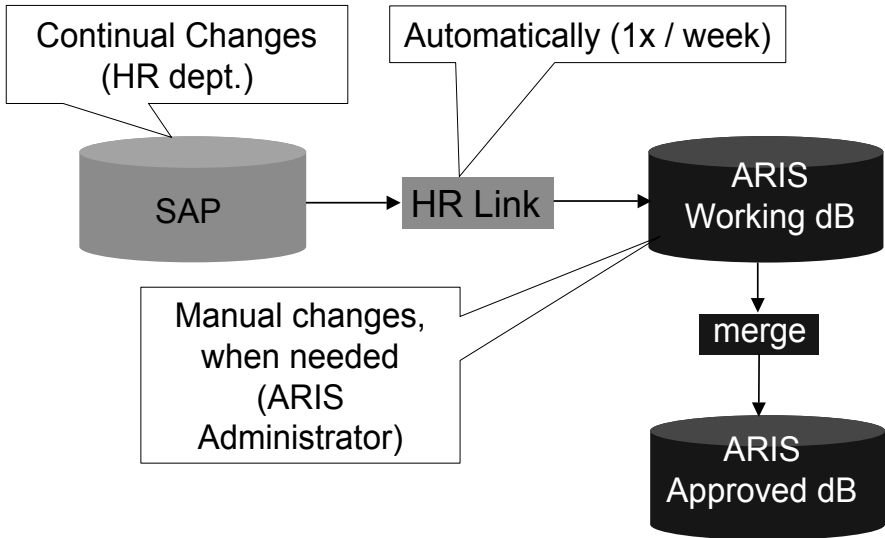 Continual Changes
(HR dept.)
Automatically (1x / week)
SAP
HR Link
ARIS
Working dB
Manual changes,
when needed
(ARIS
Administrator)
merge
ARIS
Approved dB